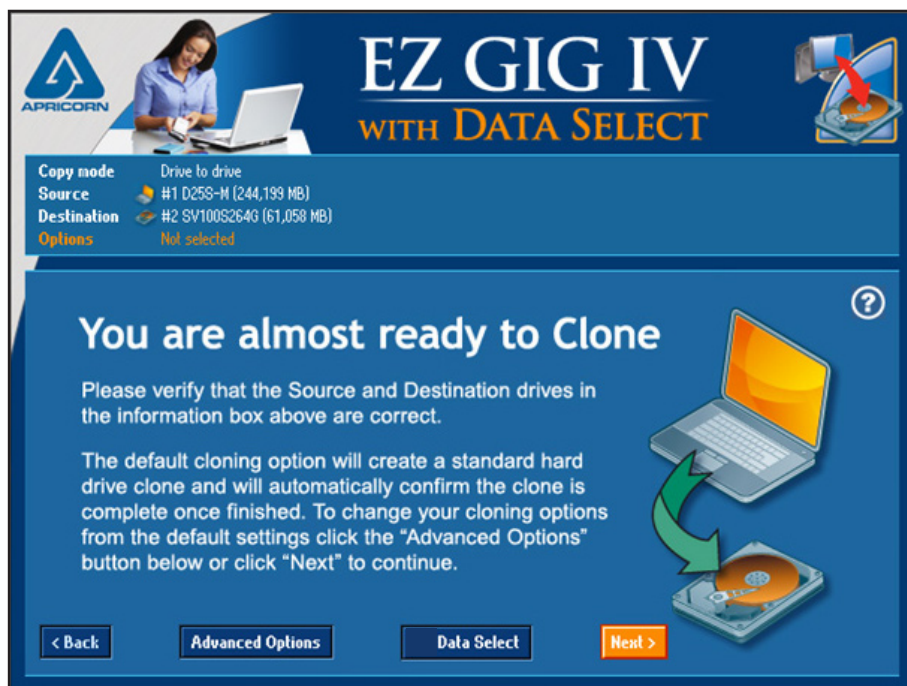 APRICORN
EZ GIG IV
WITH DATA SELECT
Copy mode Drive to drive
Source #1 D25S-M (244,199 MB)
Destination #2 SV100S264G (61,058 MB)
Options Not selected
?
You are almost ready to Clone
Please verify that the Source and Destination drives in
the information box above are correct.
The default cloning option will create a standard hard
drive clone and will automatically confirm the clone is
complete once finished. To change your cloning options
from the default settings click the “Advanced Options”
button below or click “Next” to continue.
< Back Advanced Options Data Select Next >